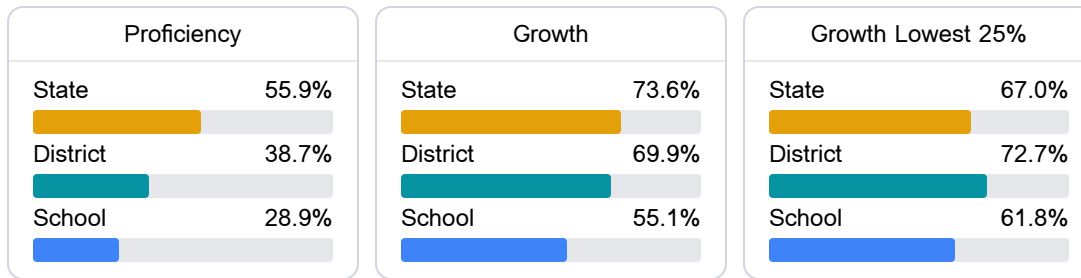 Proficiency
State 55.9%
District 38.7%
School 28.9%
Growth
State 73.6%
District 69.9%
School 55.1%
Growth Lowest 25%
State 67.0%
District 72.7%
School 61.8%